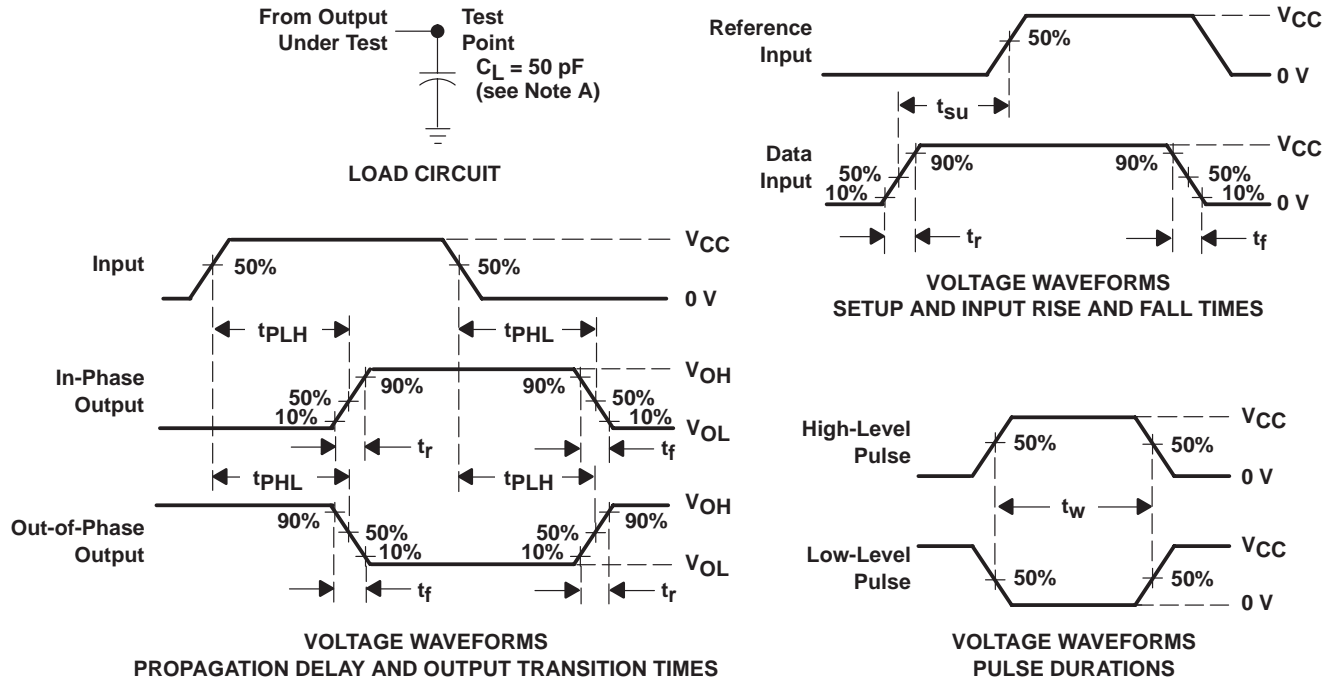 From Output
Under Test
Test
Point
CL = 50 pF
(see Note A)
LOAD CIRCUIT
Reference
Input
50%
VCC
0 V
tsu
Data
Input
50%
10%
90%
90%
50%
10%
VCC
0 V
tr
tf
VOLTAGE WAVEFORMS
SETUP AND INPUT RISE AND FALL TIMES
Input
50%
50%
VCC
0 V
tPLH
tPHL
In-Phase
Output
50%
10%
90%
90%
50%
10%
VOH
VOL
tr
tf
tPHL
tPLH
Out-of-Phase
Output
90%
50%
10%
50%
10%
90%
VOH
VOL
tf
tr
VOLTAGE WAVEFORMS
PROPAGATION DELAY AND OUTPUT TRANSITION TIMES
High-Level
Pulse
50%
50%
VCC
0 V
tw
Low-Level
Pulse
50%
50%
VCC
0 V
VOLTAGE WAVEFORMS
PULSE DURATIONS